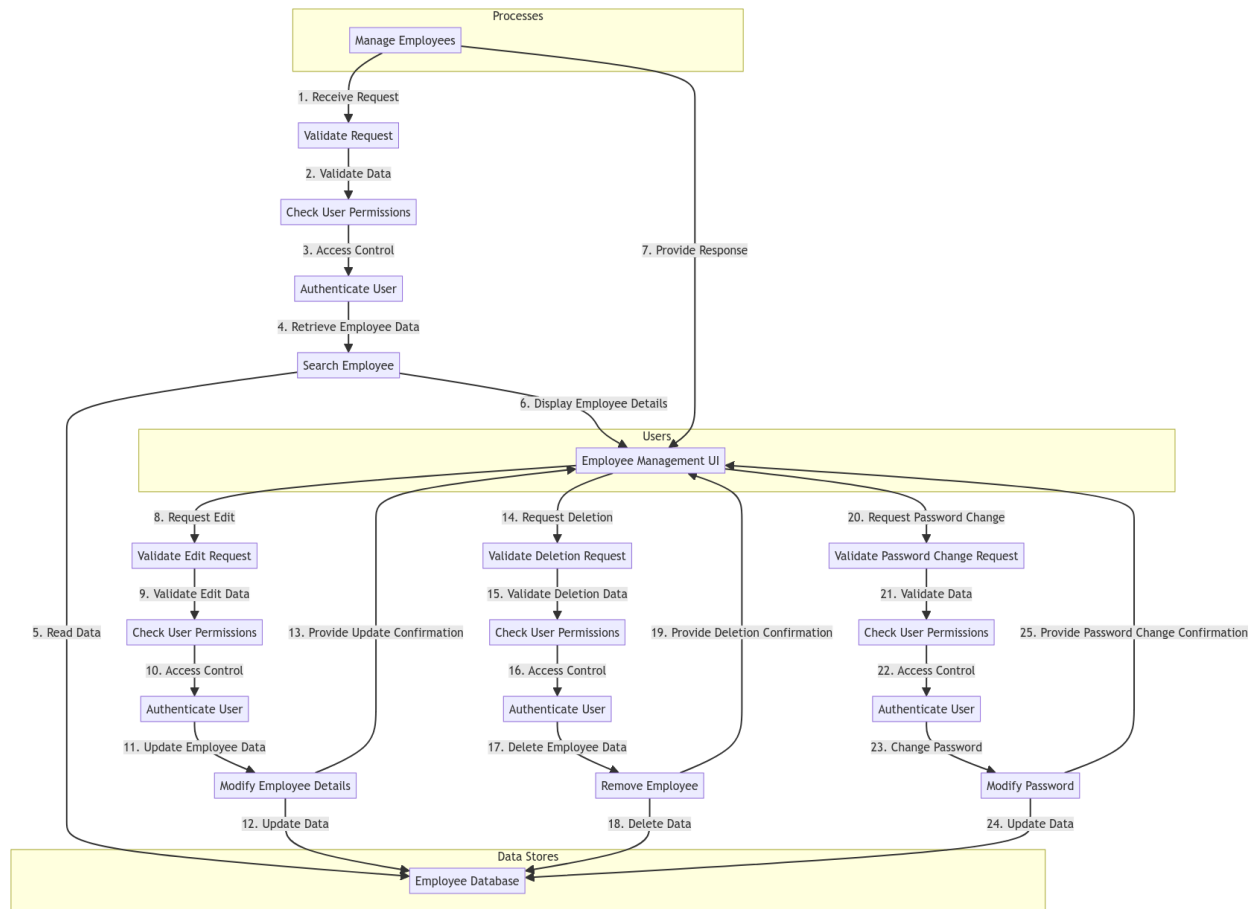 Processes
Manage Employees
1. Receive Request
Validate Request
2. Validate Data
Check User Permissions
3. Access Control
7. Provide Response
Authenticate User
4. Retrieve Employee Data
Search Employee
6. Display Employee Details
Users
Employee Management UI
8. Request Edit
14. Request Deletion
20. Request Password Change
Validate Edit Request
Validate Deletion Request
Validate Password Change Request
9. Validate Edit Data
15. Validate Deletion Data
21. Validate Data
5. Read Data
Check User Permissions
13. Provide Update Confirmation
Check User Permissions
19. Provide Deletion Confirmation
Check User Permissions
25. Provide Password Change Confirmation
10. Access Control
16. Access Control
22. Access Control
Authenticate User
Authenticate User
Authenticate User
11. Update Employee Data
17. Delete Employee Data
23. Change Password
Modify Employee Details
Remove Employee
Modify Password
12. Update Data
18. Delete Data
24. Update Data
Data Stores
Employee Database